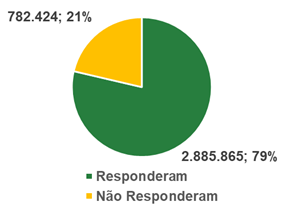 782.424; 21%
2.885.865; 79%
Responderam
Não Responderam